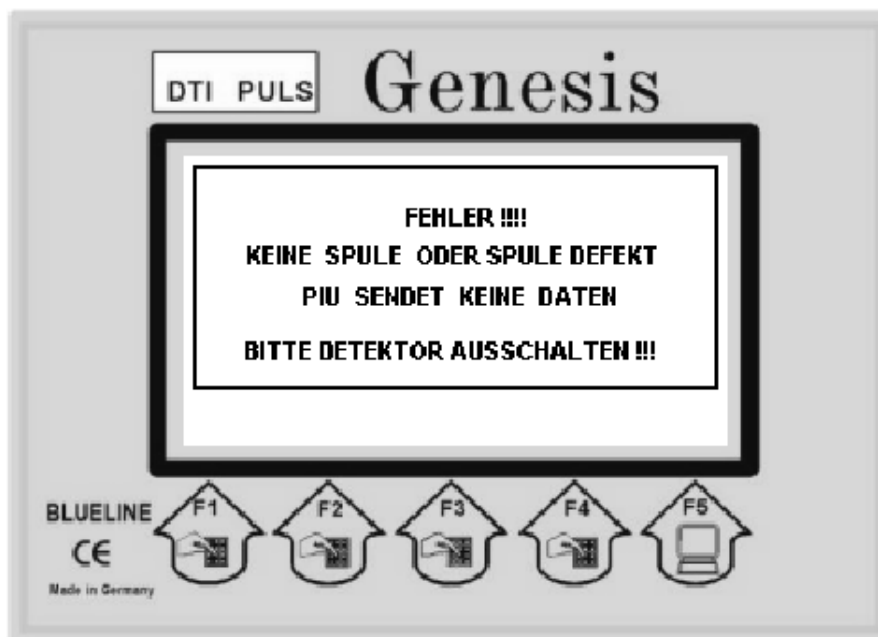 DTI PULS
Genesis
FEHLER !!!!
KEINE SPULE ODER SPULE DEFEKT
PIU SENDET KEINE DATEN
BITTE DETEKTOR AUSSCHALTEN !!!
F1 F2 F3 F4 F5
BLUELINE
CE
Made in Germany